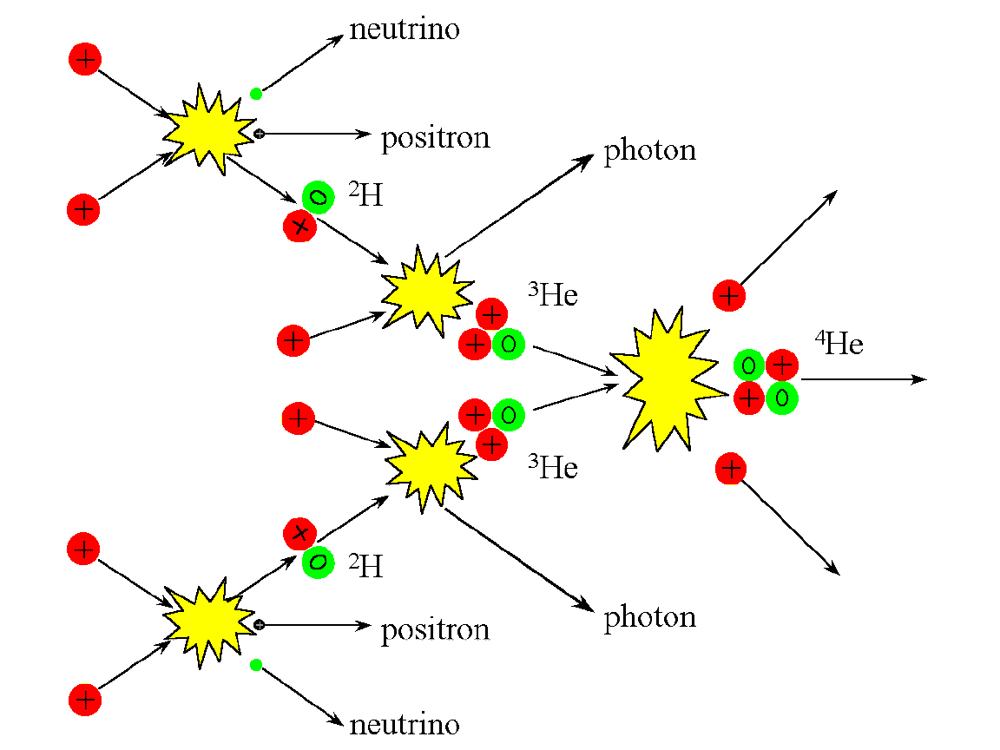 neutrino
positron
photon
²H
³He
⁴He
³He
²H
photon
positron
neutrino